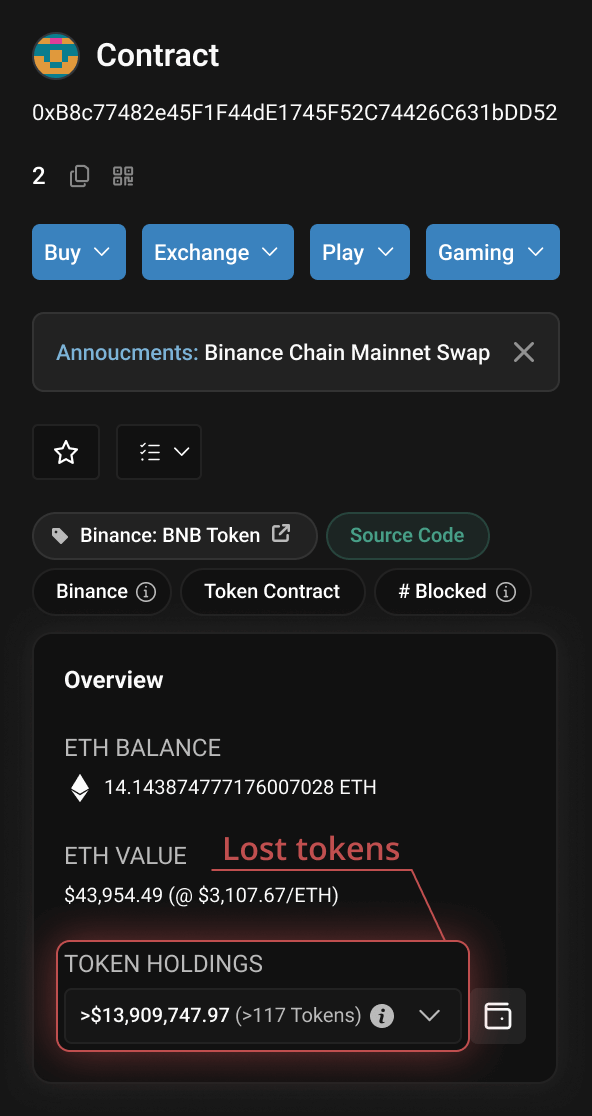 Contract
0xB8c77482e45F1F44dE1745F52C74426C631bDD52
2
Buy
Exchange
Play
Gaming
Annoucments: Binance Chain Mainnet Swap
Binance: BNB Token
Source Code
Binance
Token Contract
# Blocked
Overview
ETH BALANCE
14.143874777176007028 ETH
ETH VALUE
Lost tokens
$43,954.49 (@ $3,107.67/ETH)
TOKEN HOLDINGS
>$13,909,747.97 (>117 Tokens)